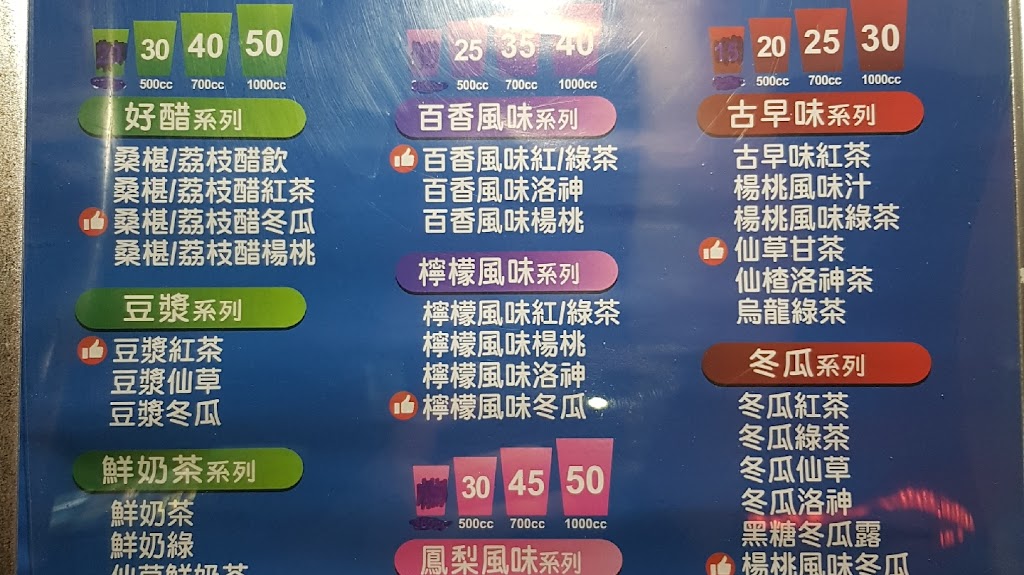 30 40 50
500cc 700cc 1000cc
好醋系列
桑椹/荔枝醋飲
桑椹/荔枝醋紅茶
桑椹/荔枝醋冬瓜
桑椹/荔枝醋楊桃
豆漿系列
豆漿紅茶
豆漿仙草
豆漿冬瓜
鮮奶茶系列
鮮奶茶
鮮奶綠
仙草鮮奶茶
25 35 40
500cc 700cc 1000cc
百香風味系列
百香風味紅/綠茶
百香風味洛神
百香風味楊桃
檸檬風味系列
檸檬風味紅/綠茶
檸檬風味楊桃
檸檬風味洛神
檸檬風味冬瓜
30 45 50
500cc 700cc 1000cc
鳳梨風味系列
20 25 30
500cc 700cc 1000cc
古早味系列
古早味紅茶
楊桃風味汁
楊桃風味綠茶
仙草甘茶
仙楂洛神茶
烏龍綠茶
冬瓜系列
冬瓜紅茶
冬瓜綠茶
冬瓜仙草
冬瓜洛神
黑糖冬瓜露
楊桃風味冬瓜